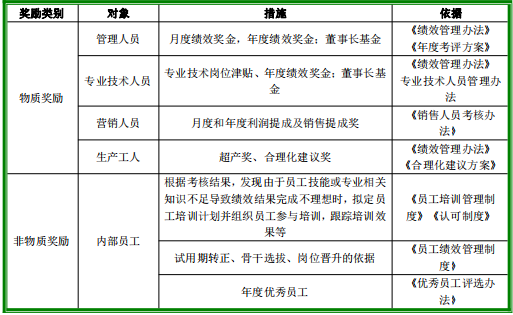 奖励类别 对象 措施 依据
物质奖励
管理人员
月度绩效奖金，年度绩效奖金；董事长基金
《绩效管理办法》
《年度考评方案》
专业技术人员
专业技术岗位津贴、年度绩效奖金；董事长基
金
《绩效管理办法》
专业技术人员管理办
法
营销人员
月度和年度利润提成及销售提成奖
《销售人员考核办
法》
生产工人
超产奖、合理化建议奖
《绩效管理办法》
《合理化建议方案》
非物质奖励
内部员工
根据考核结果，发现由于员工技能或专业相关
知识不足导致绩效结果完成不理想时，拟定员
工培训计划并组织员工参与培训，跟踪培训效
果等
《员工培训管理制
度》《认可制度》
试用期转正、骨干选拔、岗位晋升的依据
《员工绩效管理制
度》
年度优秀员工
《优秀员工评选办
法》